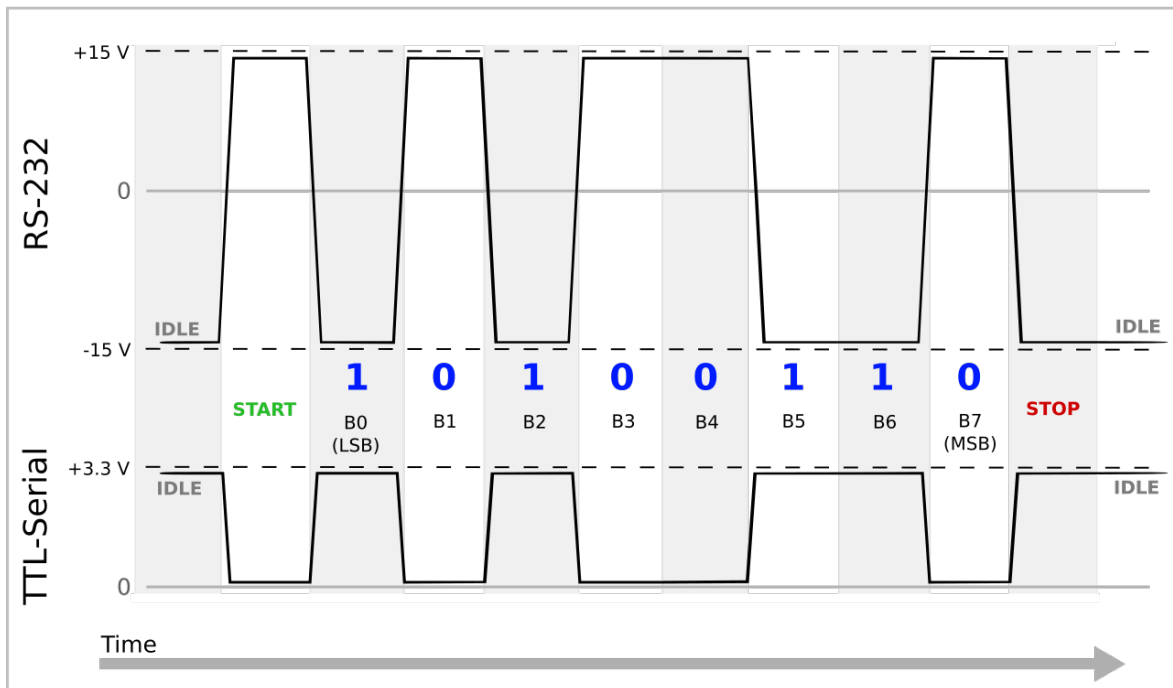 RS-232
+15 V
0
IDLE
IDLE
-15 V
1 0 1 0 0 1 1 0
START B0 B1 B2 B3 B4 B5 B6 B7 STOP
(LSB) (MSB)
TTL-Serial
+3.3 V
IDLE
IDLE
0
Time